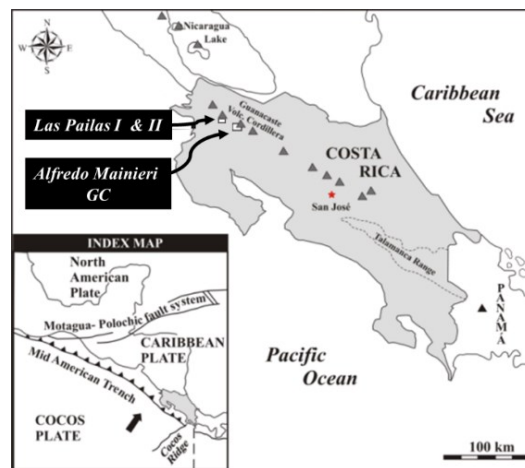 N
W
E
S
Nicaragua
Lake
Caribbean
Sea
Las Pailas I & II
Guanacaste
Volc. Cordillera
Alfredo Mainieri
GC
COSTA
RICA
San José
Talamanca Range
PANAMÁ
INDEX MAP
North
American
Plate
Motagua- Polochic fault system
CARIBBEAN
PLATE
Mid American Trench
COCOS
PLATE
Cocos
Ridge
Pacific
Ocean
100 km